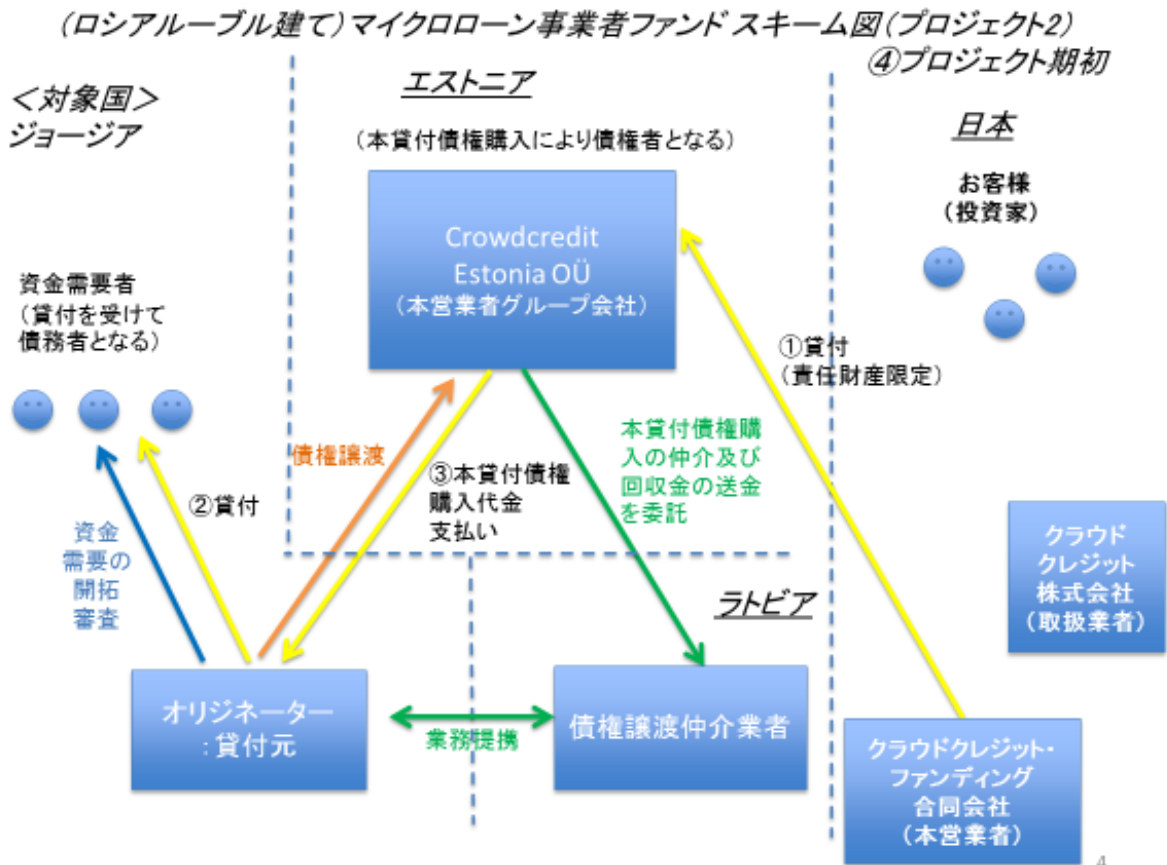 (ロシアルーブル建て)マイクロローン事業者ファンド スキーム図(プロジェクト2)
④プロジェクト期初
<対象国>
ジョージア
エストニア
(本貸付債権購入により債権者となる)
日本
お客様
(投資家)
Crowdcredit
Estonia OÜ
(本営業者グループ会社)
資金需要者
(貸付を受けて
債務者となる)
①貸付
(責任財産限定)
債権譲渡
③本貸付債権
購入代金
支払い
本貸付債権購
入の仲介及び
回収金の送金
を委託
②貸付
資金
需要の
開拓
審査
クラウド
クレジット
株式会社
(取扱業者)
ラトビア
オリジネーター
:貸付元
業務提携
債権譲渡仲介業者
クラウドクレジット・
ファンディング
合同会社
(本営業者)
4